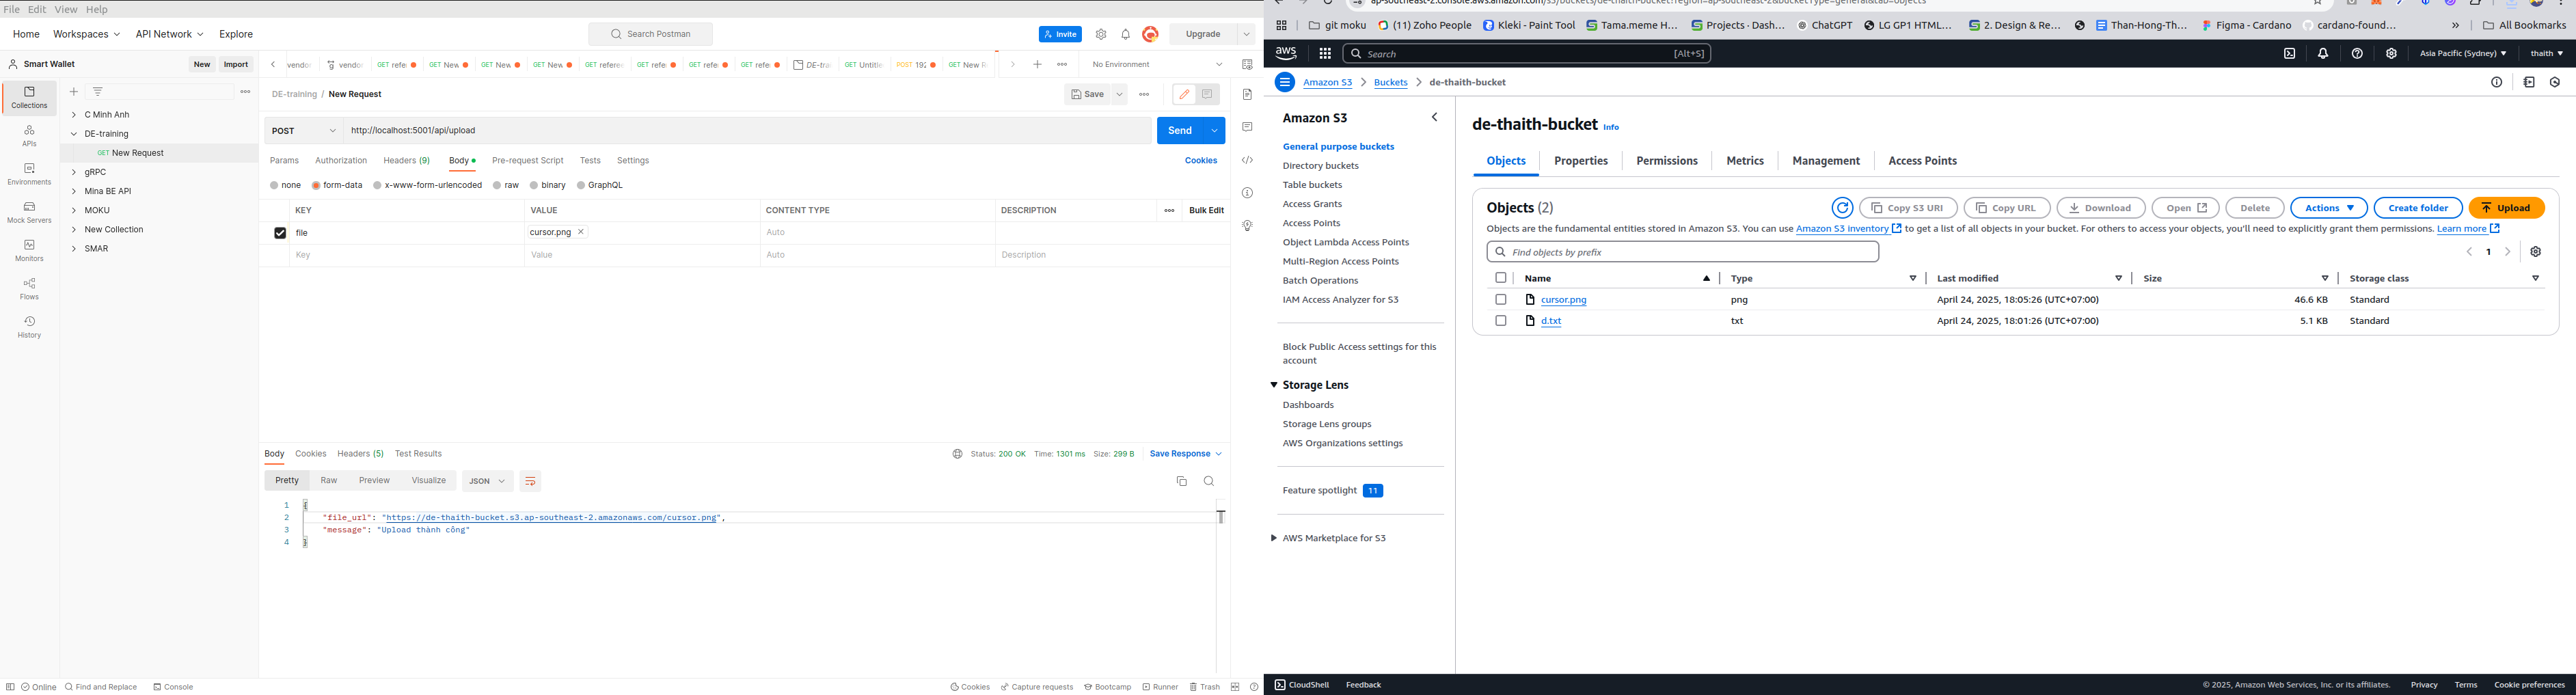 File Edit View Help
Home Workspaces API Network Explore
Search Postman
Invite
Upgrade
Smart Wallet
New Import
GET New
GET New
GET New
No Environment
Collections
APIs
Environments
Mock Servers
Monitors
Flows
History
C Minh Anh
DE-training
GET New Request
gRPC
Mina BE API
MOKU
New Collection
SMAR
DE-training / New Request
Save
POST http://localhost:5001/api/upload
Send
Params Authorization Headers (9) Body Pre-request Script Tests Settings
Cookies
none form-data x-www-form-urlencoded raw binary GraphQL
KEY VALUE CONTENT TYPE DESCRIPTION Bulk Edit
file cursor.png Auto
Key Value Auto Description
Body Cookies Headers (5) Test Results
Status: 200 OK Time: 1301 ms Size: 299 B Save Response
Pretty Raw Preview Visualize JSON
1 {
2 "file_url": "https://de-thaith-bucket.s3.ap-southeast-2.amazonaws.com/cursor.png",
3 "message": "Upload thành công"
4 }
Online Find and Replace Console
Cookies Capture requests Bootcamp Runner Trash
git moku (11) Zoho People Kleki - Paint Tool Tama.meme H... Projects · Dash... ChatGPT LG GP1 HTML... 2. Design & Re... Than-Hong-Th... Figma - Cardano cardano-found... » All Bookmarks
aws Search [Alt+S]
Asia Pacific (Sydney) thaith
Amazon S3 > Buckets > de-thaith-bucket
Amazon S3
General purpose buckets
Directory buckets
Table buckets
Access Grants
Access Points
Object Lambda Access Points
Multi-Region Access Points
Batch Operations
IAM Access Analyzer for S3
Block Public Access settings for this
account
Storage Lens
Dashboards
Storage Lens groups
AWS Organizations settings
Feature spotlight 11
AWS Marketplace for S3
de-thaith-bucket Info
Objects Properties Permissions Metrics Management Access Points
Objects (2)
Copy S3 URI Copy URL Download Open Delete Actions Create folder Upload
Objects are the fundamental entities stored in Amazon S3. You can use Amazon S3 inventory to get a list of all objects in your bucket. For others to access your objects, you'll need to explicitly grant them permissions. Learn more
Find objects by prefix
1
Name Type Last modified Size Storage class
cursor.png png April 24, 2025, 18:05:26 (UTC+07:00) 46.6 KB Standard
d.txt txt April 24, 2025, 18:01:26 (UTC+07:00) 5.1 KB Standard
CloudShell Feedback
© 2025, Amazon Web Services, Inc. or its affiliates. Privacy Terms Cookie preferences